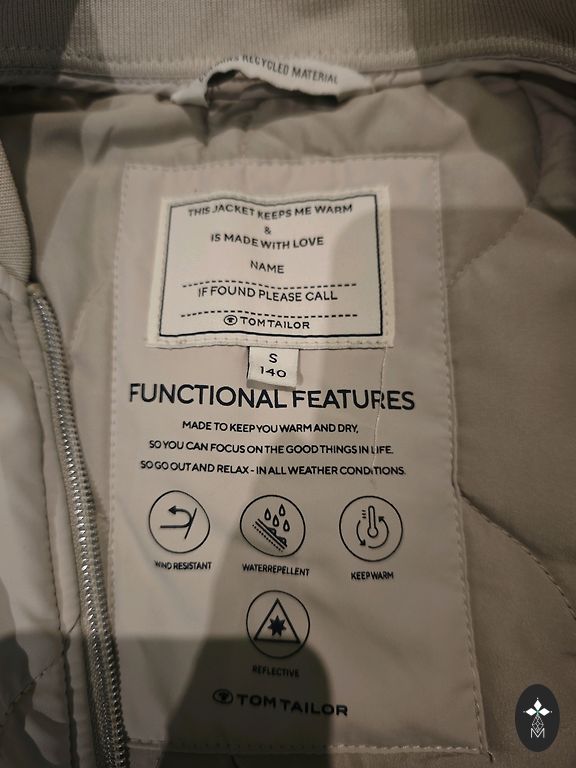 RECYCLED MATERIAL
THIS JACKET KEEPS ME WARM
&
IS MADE WITH LOVE
NAME
IF FOUND PLEASE CALL
TOM TAILOR
S
140
FUNCTIONAL FEATURES
MADE TO KEEP YOU WARM AND DRY,
SO YOU CAN FOCUS ON THE GOOD THINGS IN LIFE.
SO GO OUT AND RELAX - IN ALL WEATHER CONDITIONS.
WIND RESISTANT
WATERREPELLENT
KEEP WARM
REFLECTIVE
TOM TAILOR